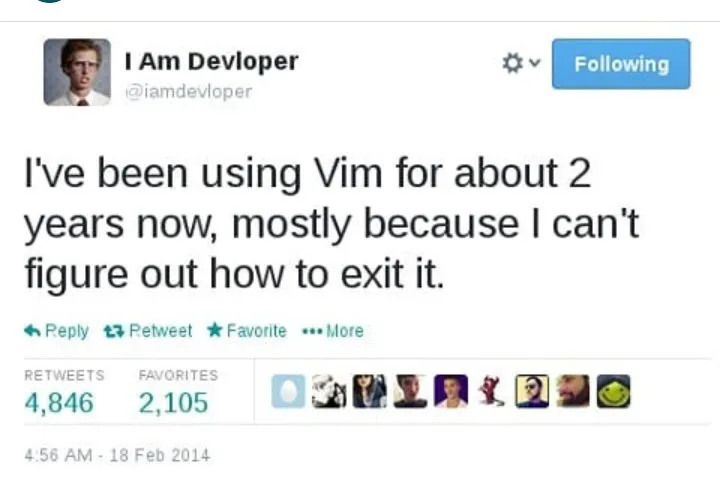 I Am Devloper
@iamdevloper
Following
I've been using Vim for about 2
years now, mostly because I can't
figure out how to exit it.
Reply Retweet Favorite More
RETWEETS FAVORITES
4,846 2,105
4:56 AM - 18 Feb 2014